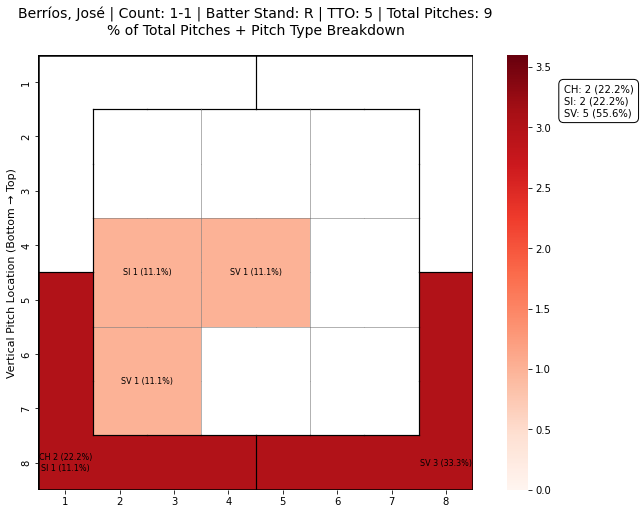 Berríos, José | Count: 1-1 | Batter Stand: R | TTO: 5 | Total Pitches: 9
% of Total Pitches + Pitch Type Breakdown
Vertical Pitch Location (Bottom → Top)
1
2
3
4
5
6
7
8
SI 1 (11.1%)
SV 1 (11.1%)
SV 1 (11.1%)
CH 2 (22.2%)
SI 1 (11.1%)
SV 3 (33.3%)
1
2
3
4
5
6
7
8
3.5
3.0
2.5
2.0
1.5
1.0
0.5
0.0
CH: 2 (22.2%)
SI: 2 (22.2%)
SV: 5 (55.6%)